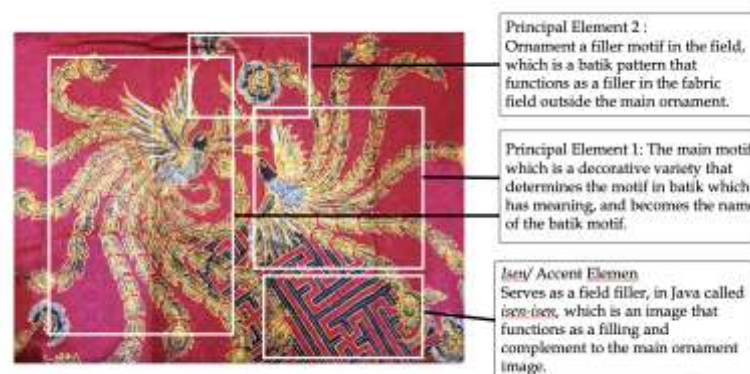 Principal Element 2 :
Ornament a filler motif in the field,
which is a batik pattern that
functions as a filler in the fabric
field outside the main ornament.
Principal Element 1: The main motif
which is a decorative variety that
determines the motif in batik which
has meaning, and becomes the name
of the batik motif.
Isen/ Accent Elemen
Serves as a field filler, in Java called
isen-isen, which is an image that
functions as a filling and
complement to the main ornament
image.